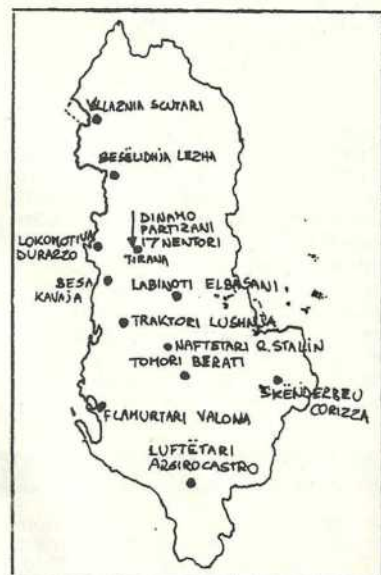 VLLAZNIA SCUTARI
BESËLIDHJA LEZHA
DINAMO
PARTIZANI
17 NENTORI
TIRANA
LOKOMOTIVA
DURAZZO
BESA
KAVAJA
LABINOTI ELBASANI
TRAKTORI LUSHNJA
NAFTETARI Q. STALIN
TOMORI BERATI
SKËNDERBEU
CORIZZA
FLAMURTARI VALONA
LUFTËTARI
ARGIROCASTRO